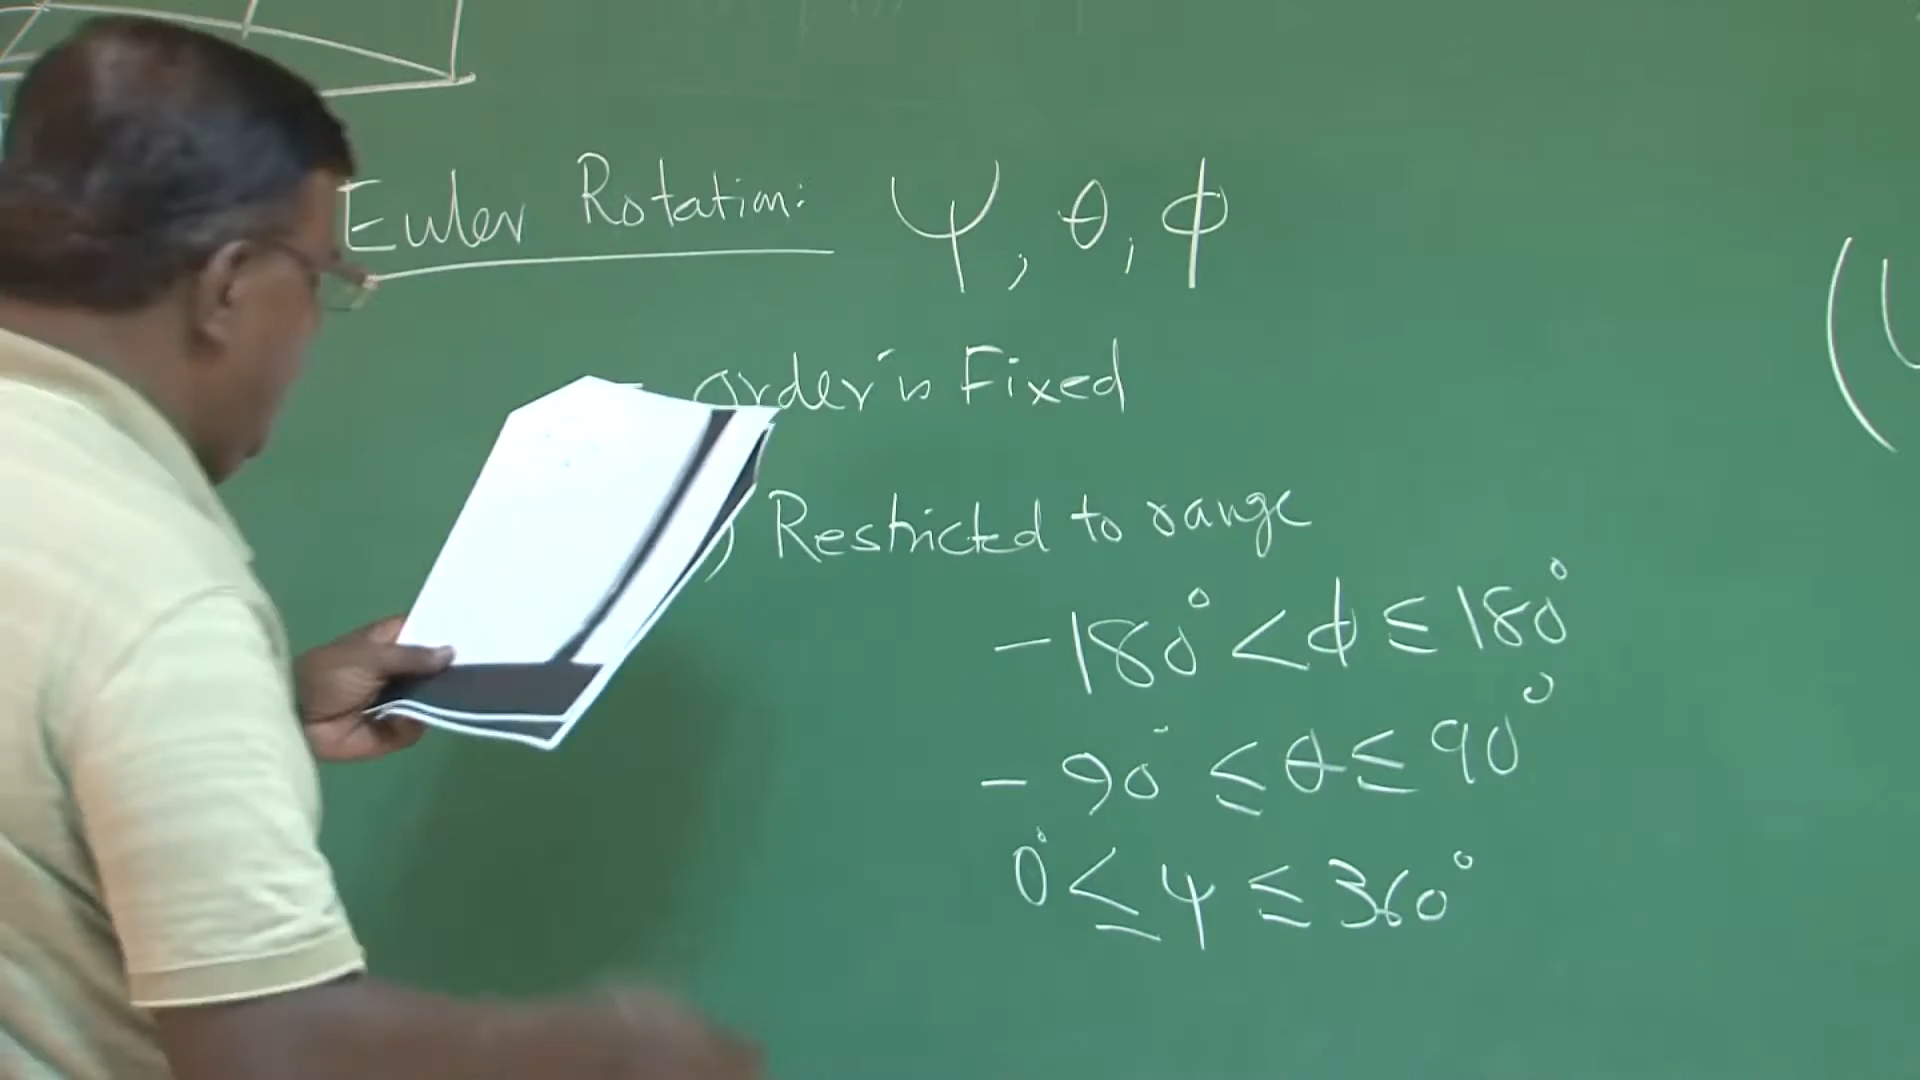 Euler Rotation: Ψ, θ, ϕ
order is Fixed
) Restricted to range
-180° < ϕ ≤ 180°
-90° ≤ θ ≤ 90°
0° ≤ ψ ≤ 360°
(